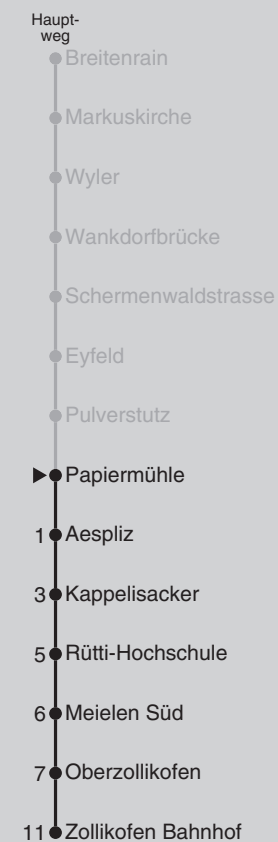 Haupt-
weg
Breitenrain
Markuskirche
Wyler
Wankdorfbrücke
Schermenwaldstrasse
Eyfeld
Pulverstutz
Papiermühle
1 Aespliz
3 Kappelisacker
5 Rütti-Hochschule
6 Meielen Süd
7 Oberzollikofen
11 Zollikofen Bahnhof